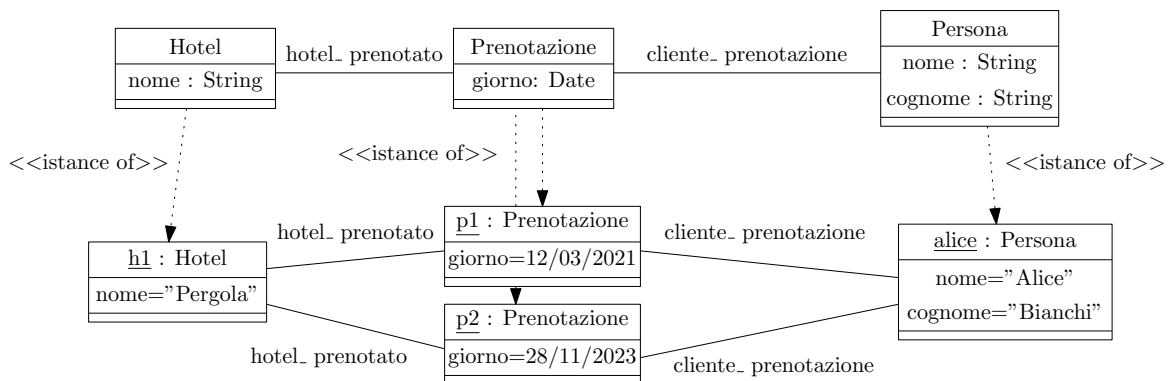 Hotel
nome : String
hotel_ prenotato
Prenotazione
giorno: Date
cliente_ prenotazione
Persona
nome : String
cognome : String
<<istance of>>
<<istance of>>
<<istance of>>
h1 : Hotel
nome="Pergola"
hotel_ prenotato
p1 : Prenotazione
giorno=12/03/2021
cliente_ prenotazione
alice : Persona
nome="Alice"
cognome="Bianchi"
hotel_ prenotato
p2 : Prenotazione
giorno=28/11/2023
cliente_ prenotazione